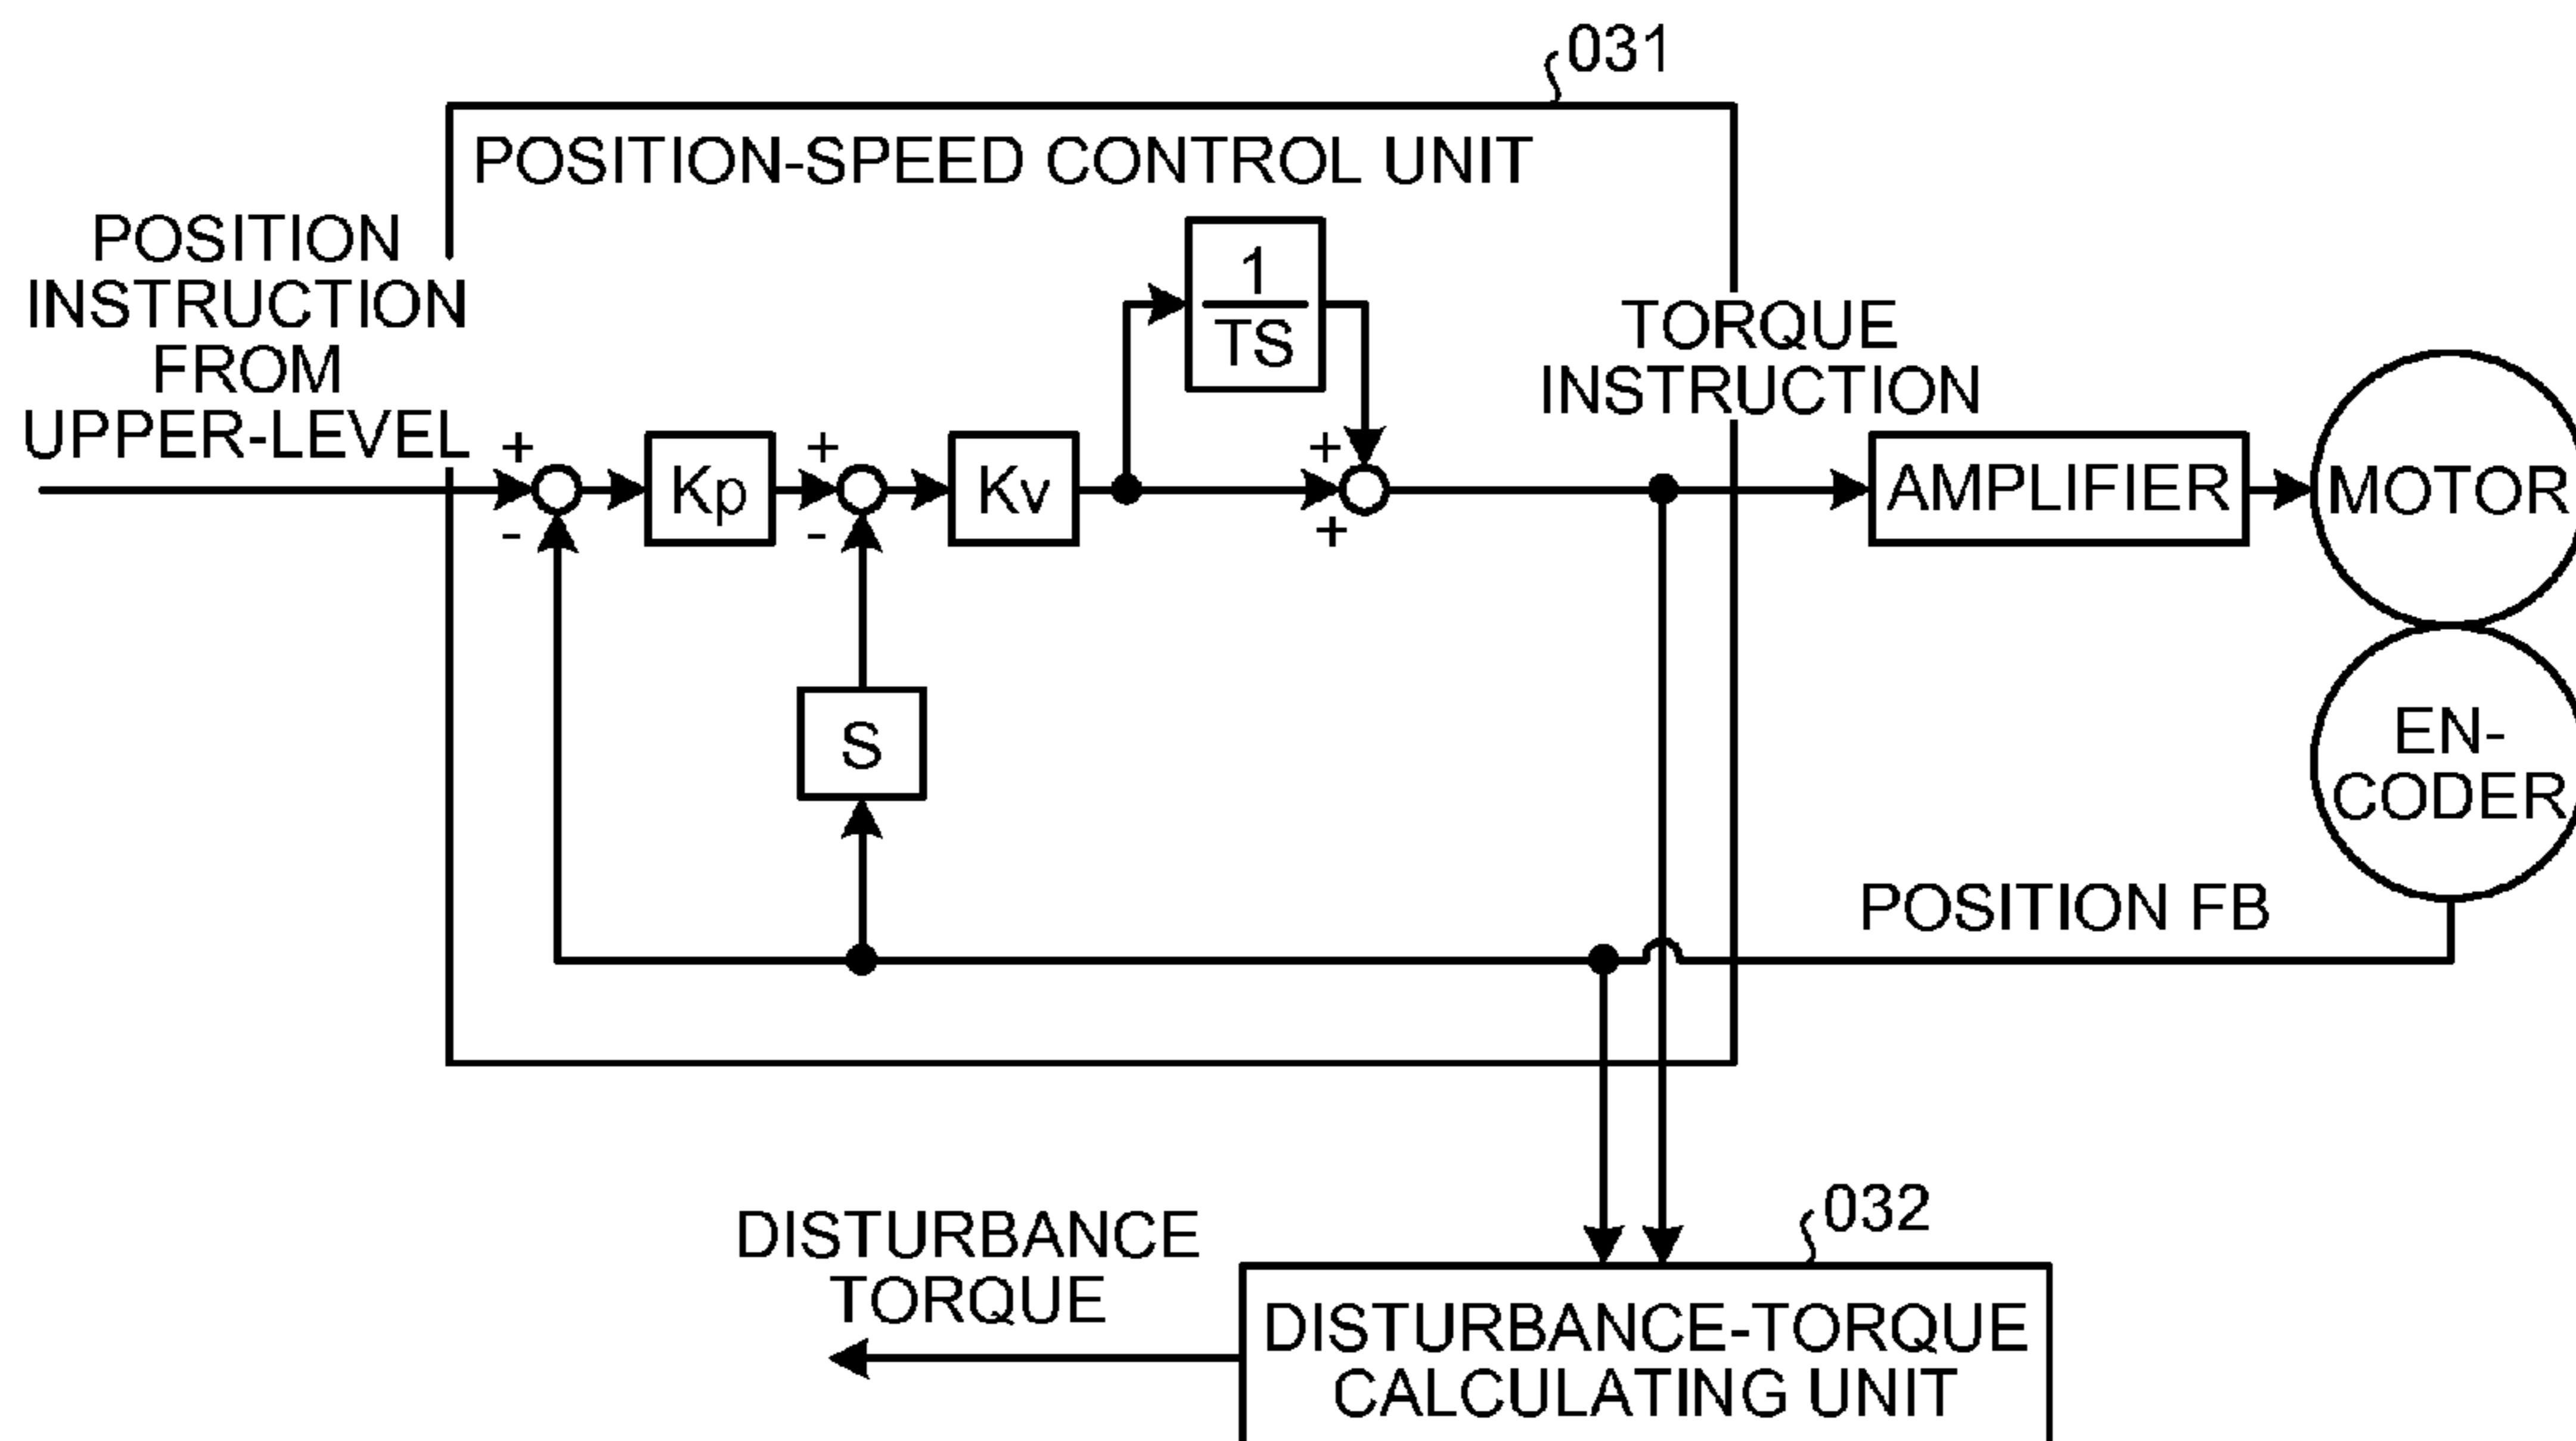 031
POSITION-SPEED CONTROL UNIT
POSITION
INSTRUCTION
FROM
UPPER-LEVEL
1
TS
TORQUE
INSTRUCTION
+
-
Kp
+
-
Kv
+
+
AMPLIFIER
MOTOR
S
EN-
CODER
POSITION FB
032
DISTURBANCE
TORQUE
DISTURBANCE-TORQUE
CALCULATING UNIT